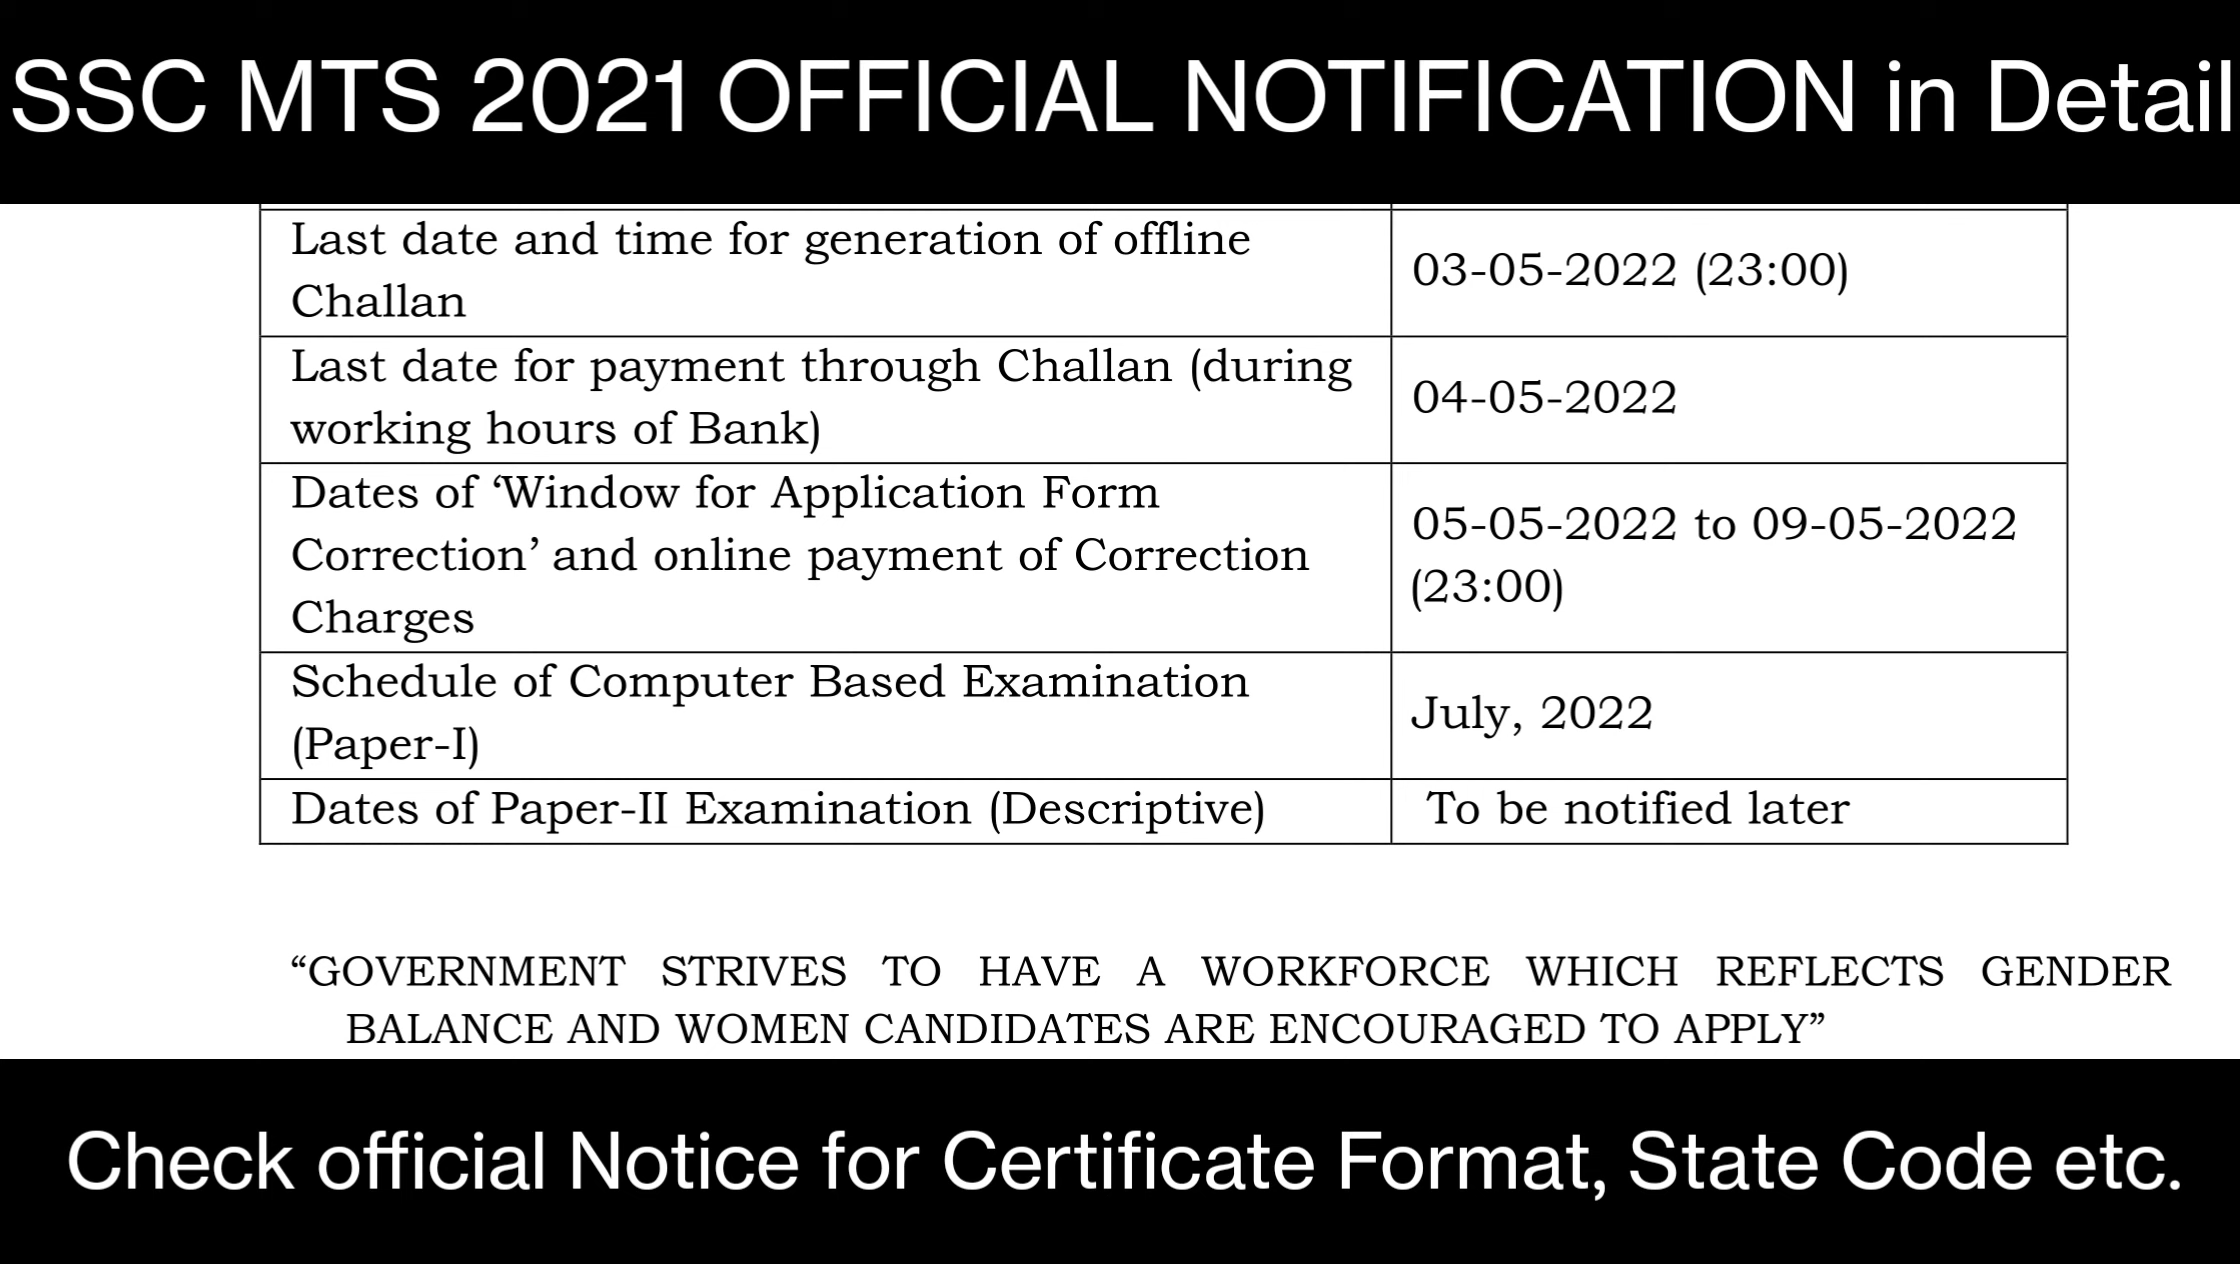 SSC MTS 2021 OFFICIAL NOTIFICATION in Detail
Last date and time for generation of offline
Challan
03-05-2022 (23:00)
Last date for payment through Challan (during
working hours of Bank)
04-05-2022
Dates of ‘Window for Application Form
Correction’ and online payment of Correction
Charges
05-05-2022 to 09-05-2022
(23:00)
Schedule of Computer Based Examination
(Paper-I)
July, 2022
Dates of Paper-II Examination (Descriptive)
To be notified later
“GOVERNMENT STRIVES TO HAVE A WORKFORCE WHICH REFLECTS GENDER
BALANCE AND WOMEN CANDIDATES ARE ENCOURAGED TO APPLY”
Check official Notice for Certificate Format, State Code etc.